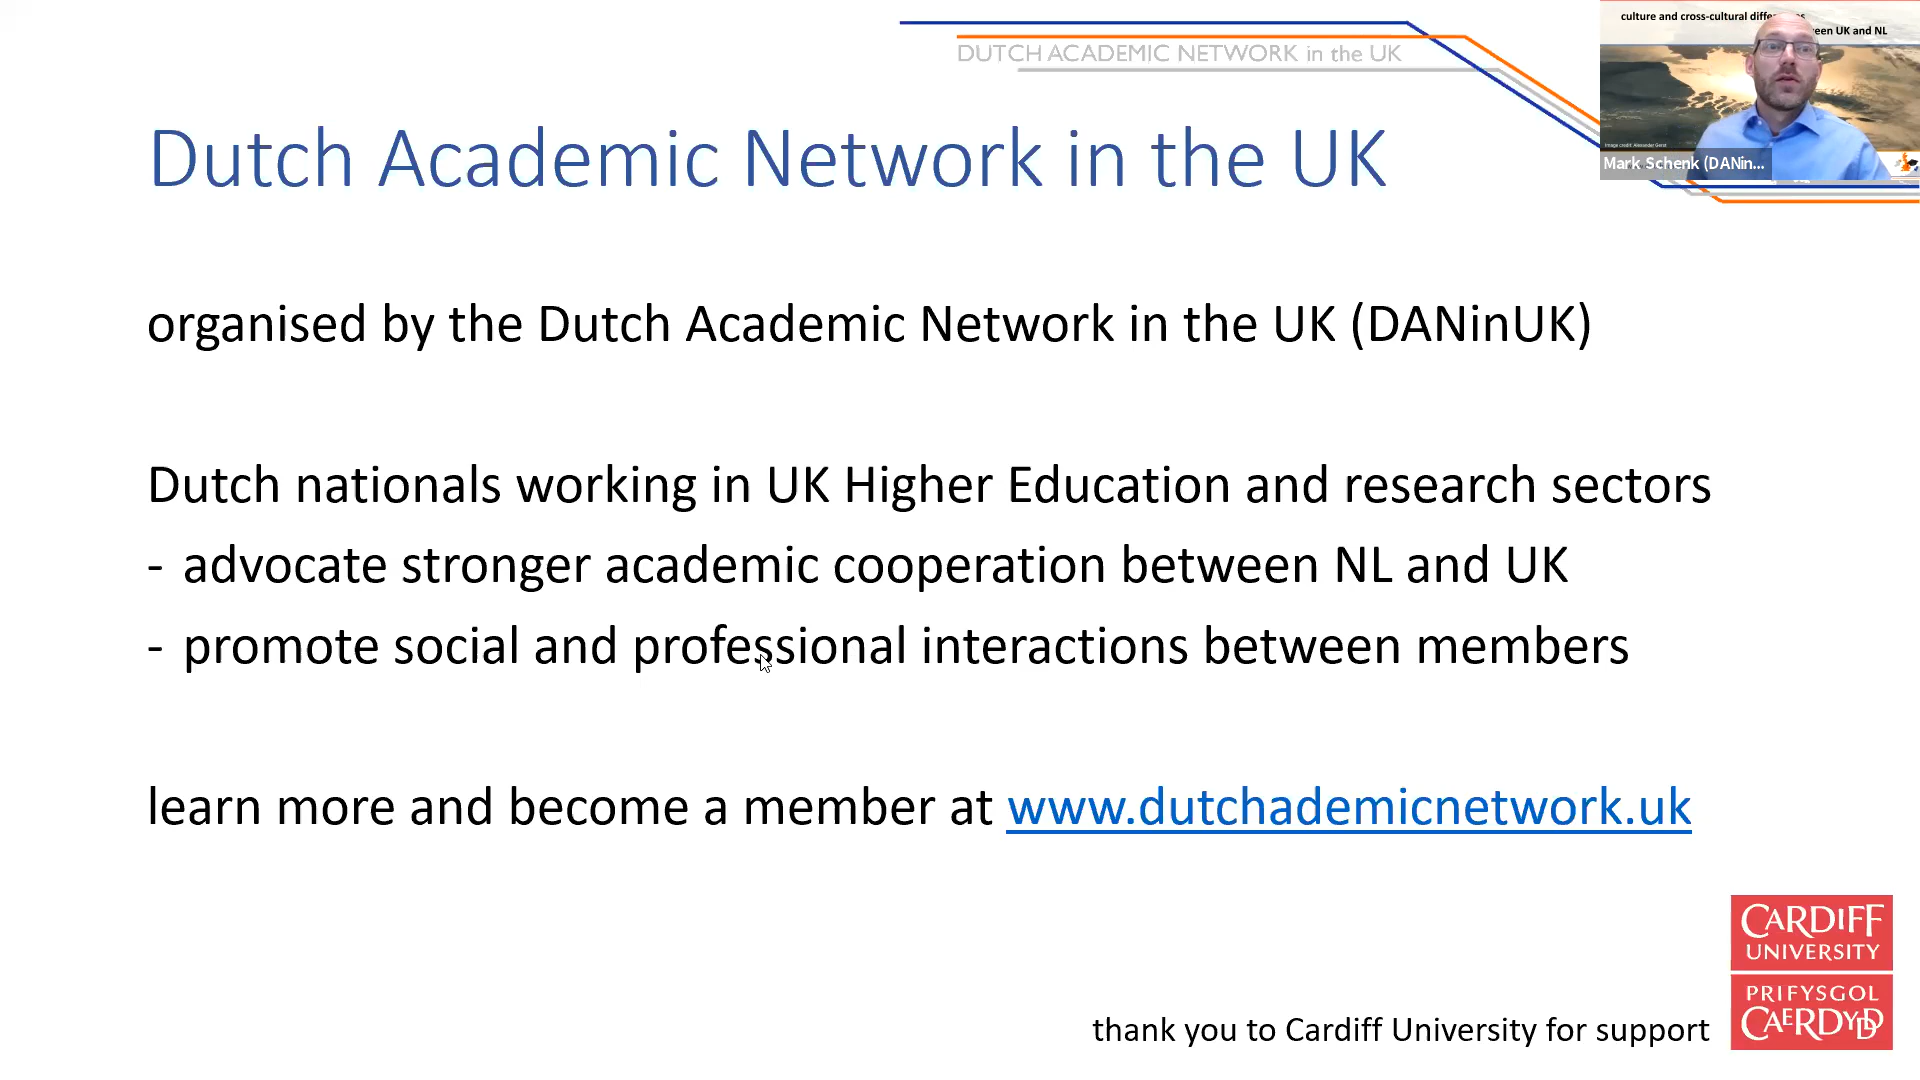 DUTCH ACADEMIC NETWORK in the UK
culture and cross-cultural
een UK and NL
Image credit: Alexander Gerst
Mark Schenk (DANin...
Dutch Academic Network in the UK
organised by the Dutch Academic Network in the UK (DANinUK)
Dutch nationals working in UK Higher Education and research sectors
- advocate stronger academic cooperation between NL and UK
- promote social and professional interactions between members
learn more and become a member at www.dutchademicnetwork.uk
CARDIFF
UNIVERSITY
PRIFYSGOL
CAERDYDD
thank you to Cardiff University for support